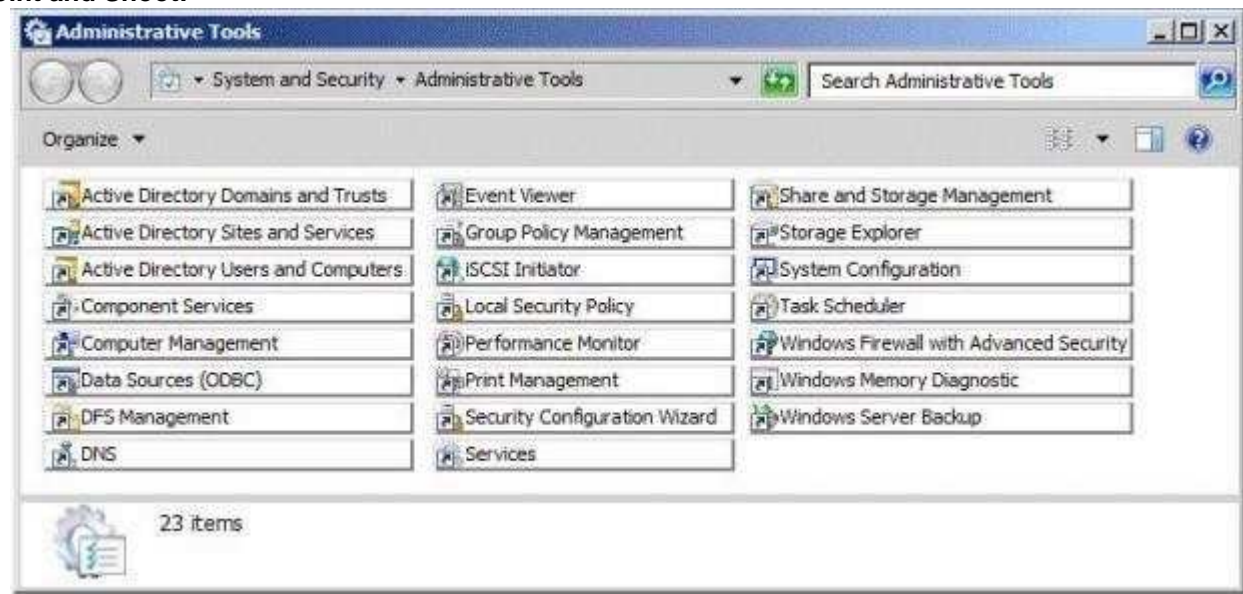 Administrative Tools
System and Security Administrative Tools
Search Administrative Tools
Organize
Active Directory Domains and Trusts
Active Directory Sites and Services
Active Directory Users and Computers
Component Services
Computer Management
Data Sources (ODBC)
DFS Management
DNS
Event Viewer
Group Policy Management
iSCSI Initiator
Local Security Policy
Performance Monitor
Print Management
Security Configuration Wizard
Services
Share and Storage Management
Storage Explorer
System Configuration
Task Scheduler
Windows Firewall with Advanced Security
Windows Memory Diagnostic
Windows Server Backup
23 items